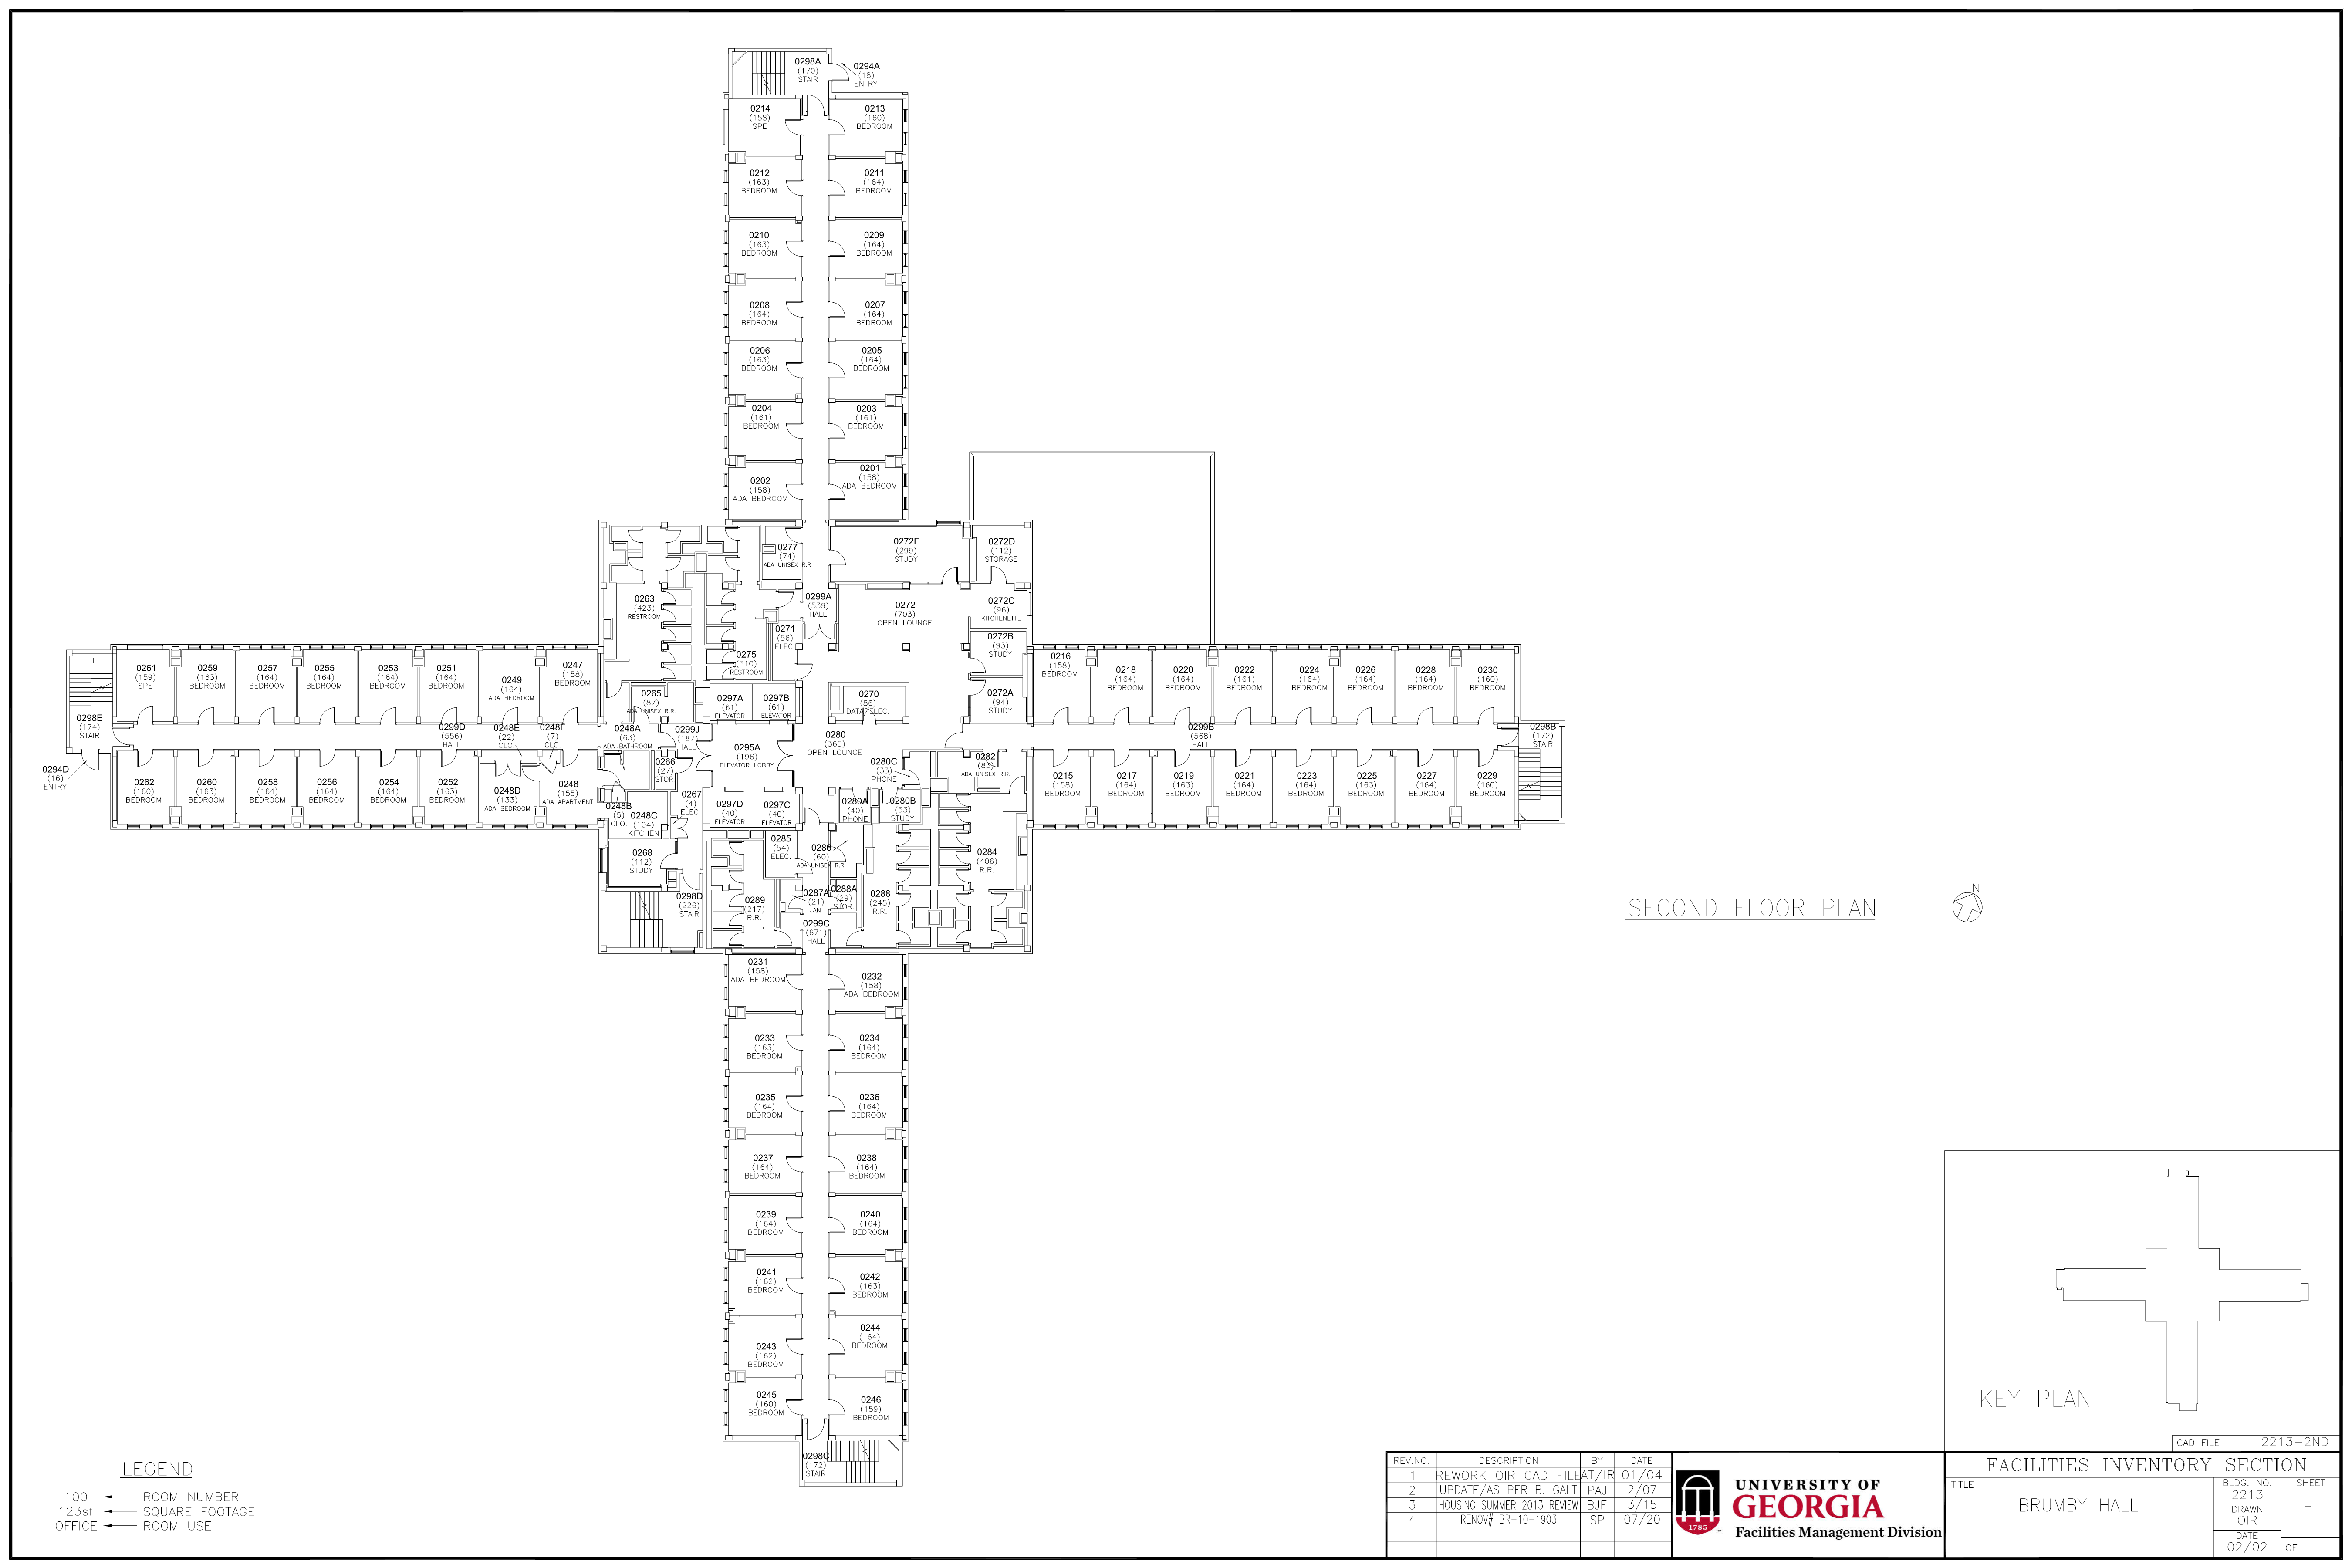 0298A
(170)
STAIR
0294A
(18)
ENTRY
0214
(158)
SPE
0213
(160)
BEDROOM
0212
(163)
BEDROOM
0211
(164)
BEDROOM
0210
(163)
BEDROOM
0209
(164)
BEDROOM
0208
(164)
BEDROOM
0207
(164)
BEDROOM
0206
(163)
BEDROOM
0205
(164)
BEDROOM
0204
(161)
BEDROOM
0203
(161)
BEDROOM
0202
(158)
ADA BEDROOM
0201
(158)
ADA BEDROOM
0277
(74)
ADA UNISEX R.R
0272E
(299)
STUDY
0272D
(112)
STORAGE
0263
(423)
RESTROOM
0299A
(539)
HALL
0272
(703)
OPEN LOUNGE
0272C
(96)
KITCHENETTE
0271
(56)
ELEC.
0275
(310)
RESTROOM
0272B
(93)
STUDY
0272A
(94)
STUDY
0265
(87)
ADA UNISEX R.R.
0297A
(61)
ELEVATOR
0297B
(61)
ELEVATOR
0270
(86)
DATA/ELEC.
0261
(159)
SPE
0259
(163)
BEDROOM
0257
(164)
BEDROOM
0255
(164)
BEDROOM
0253
(164)
BEDROOM
0251
(164)
BEDROOM
0249
(164)
ADA BEDROOM
0247
(158)
BEDROOM
0216
(158)
BEDROOM
0218
(164)
BEDROOM
0220
(164)
BEDROOM
0222
(161)
BEDROOM
0224
(164)
BEDROOM
0226
(164)
BEDROOM
0228
(164)
BEDROOM
0230
(160)
BEDROOM
0298E
(174)
STAIR
0299D
(556)
HALL
0248E
(22)
CLO.
0248F
(7)
CLO.
0248A
(63)
ADA BATHROOM
0299J
(187)
HALL
0295A
(196)
ELEVATOR LOBBY
0280
(365)
OPEN LOUNGE
0299B
(568)
HALL
0298B
(172)
STAIR
0294D
(16)
ENTRY
0262
(160)
BEDROOM
0260
(163)
BEDROOM
0258
(164)
BEDROOM
0256
(164)
BEDROOM
0254
(164)
BEDROOM
0252
(163)
BEDROOM
0248D
(133)
ADA BEDROOM
0248
(155)
ADA APARTMENT
0266
(27)
STOR.
0280C
(33)
PHONE
0282
(83)
ADA UNISEX R.R.
0215
(158)
BEDROOM
0217
(164)
BEDROOM
0219
(163)
BEDROOM
0221
(164)
BEDROOM
0223
(164)
BEDROOM
0225
(163)
BEDROOM
0227
(164)
BEDROOM
0229
(160)
BEDROOM
0248B
(5)
CLO.
0248C
(104)
KITCHEN
0267
(4)
ELEC.
0297D
(40)
ELEVATOR
0297C
(40)
ELEVATOR
0280A
(40)
PHONE
0280B
(53)
STUDY
0268
(112)
STUDY
0285
(54)
ELEC.
0286
(60)
ADA UNISEX R.R.
0284
(406)
R.R.
0298D
(226)
STAIR
0289
(217)
R.R.
0287A
(21)
JAN.
0288A
(29)
STOR.
0288
(245)
R.R.
0299C
(671)
HALL
SECOND FLOOR PLAN
N
0231
(158)
ADA BEDROOM
0232
(158)
ADA BEDROOM
0233
(163)
BEDROOM
0234
(164)
BEDROOM
0235
(164)
BEDROOM
0236
(164)
BEDROOM
0237
(164)
BEDROOM
0238
(164)
BEDROOM
0239
(164)
BEDROOM
0240
(164)
BEDROOM
0241
(162)
BEDROOM
0242
(163)
BEDROOM
0243
(162)
BEDROOM
0244
(164)
BEDROOM
0245
(160)
BEDROOM
0246
(159)
BEDROOM
0298C
(172)
STAIR
KEY PLAN
CAD FILE 2213-2ND
LEGEND
100 ROOM NUMBER
123sf SQUARE FOOTAGE
OFFICE ROOM USE
REV.NO. DESCRIPTION BY DATE
1 REWORK OIR CAD FILE AT/IR 01/04
2 UPDATE/AS PER B. GALT PAJ 2/07
3 HOUSING SUMMER 2013 REVIEW BJF 3/15
4 RENOV# BR-10-1903 SP 07/20
1785
UNIVERSITY OF
GEORGIA
Facilities Management Division
FACILITIES INVENTORY SECTION
TITLE
BRUMBY HALL
BLDG. NO.
2213
DRAWN
OIR
DATE
02/02
SHEET
F
OF